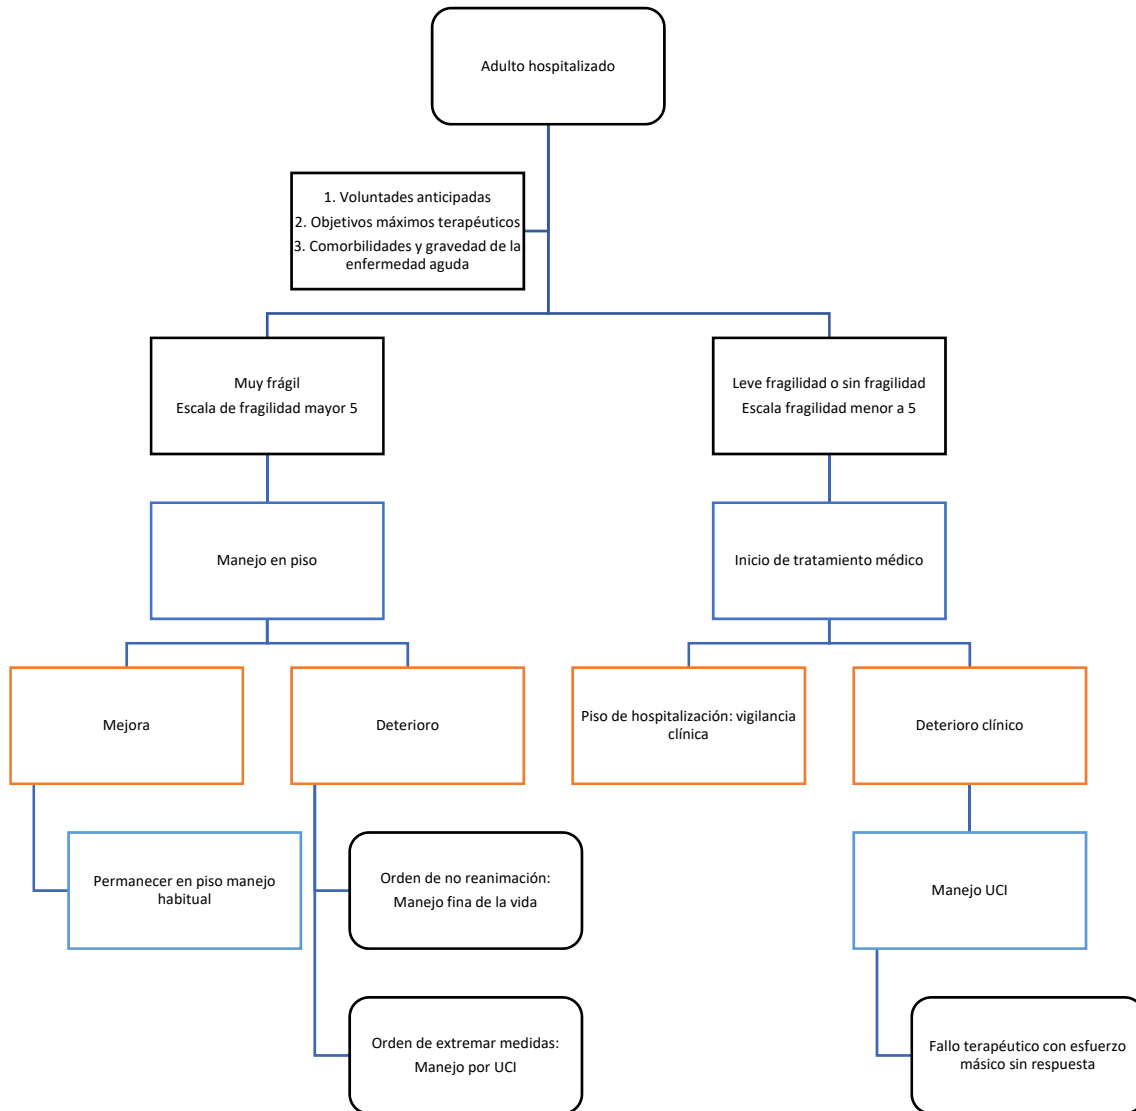 Adulto hospitalizado
1. Voluntades anticipadas
2. Objetivos máximos terapéuticos
3. Comorbilidades y gravedad de la
enfermedad aguda
Muy frágil
Escala de fragilidad mayor 5
Leve fragilidad o sin fragilidad
Escala fragilidad menor a 5
Manejo en piso
Inicio de tratamiento médico
Mejora
Deterioro
Piso de hospitalización: vigilancia
clínica
Deterioro clínico
Permanecer en piso manejo
habitual
Orden de no reanimación:
Manejo fina de la vida
Manejo UCI
Orden de extremar medidas:
Manejo por UCI
Fallo terapéutico con esfuerzo
másico sin respuesta